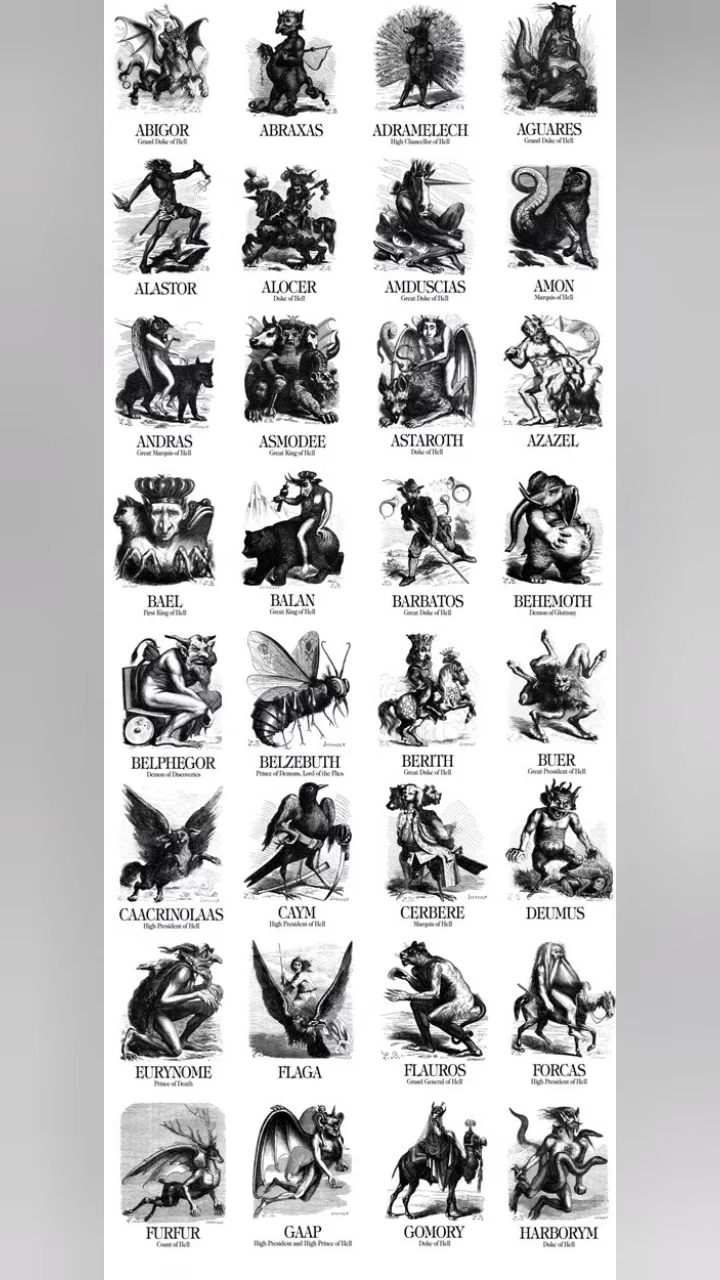 ABIGOR
Grand Duke of Hell
ABRAXAS
ADRAMELECH
High Chancellor of Hell
AGUARES
Grand Duke of Hell
ALASTOR
ALOCER
Duke of Hell
AMDUSCIAS
Great Duke of Hell
AMON
Marquis of Hell
ANDRAS
Great Marquis of Hell
ASMODEE
Great King of Hell
ASTAROTH
Duke of Hell
AZAZEL
BAEL
First King of Hell
BALAN
Great King of Hell
BARBATOS
Great Duke of Hell
BEHEMOTH
Demon of Gluttony
BELPHEGOR
Demon of Discoveries
BELZEBUTH
Prince of Demons, Lord of the Flies
BERITH
Great Duke of Hell
BUER
Great President of Hell
CAACRINOLAAS
High President of Hell
CAYM
High President of Hell
CERBERE
Marquis of Hell
DEUMUS
EURYNOME
Prince of Death
FLAGA
FLAUROS
Grand General of Hell
FORCAS
High President of Hell
FURFUR
Count of Hell
GAAP
High President and High Prince of Hell
GOMORY
Duke of Hell
HARBORYM
Duke of Hell